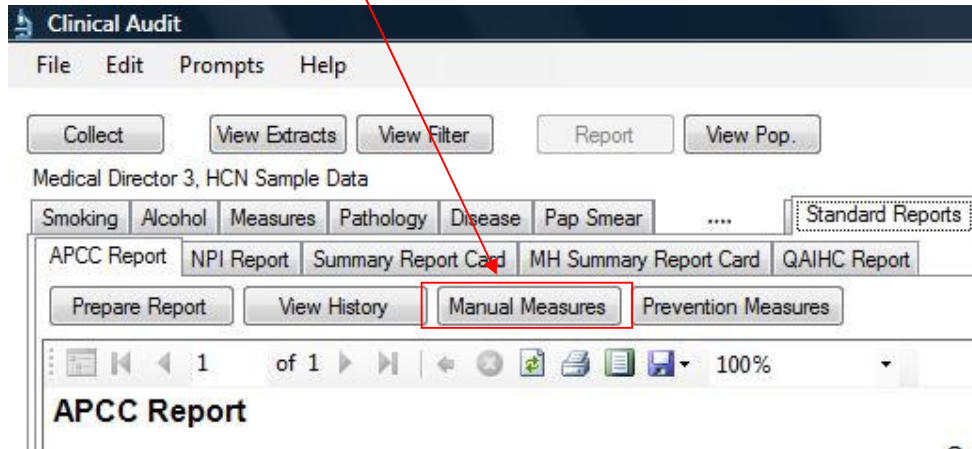 Clinical Audit
File Edit Prompts Help
Collect View Extracts View Filter Report View Pop.
Medical Director 3, HCN Sample Data
Smoking Alcohol Measures Pathology Disease Pap Smear .... Standard Reports
APCC Report NPI Report Summary Report Card MH Summary Report Card QAIHC Report
Prepare Report View History Manual Measures Prevention Measures
1 of 1 100%
APCC Report